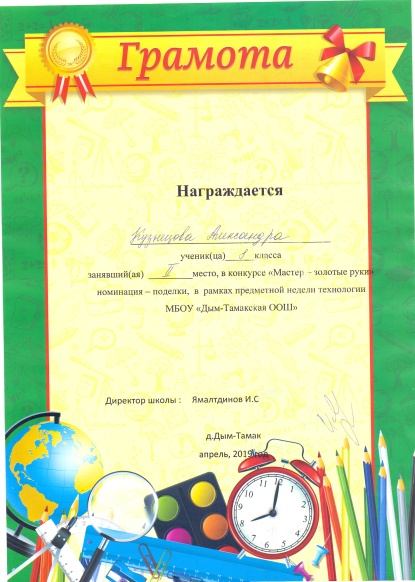 Грамота
Награждается
Кузнецова Александра
ученик(ца) 8 класса
занявший(ая) II место, в конкурсе «Мастер – золотые руки»
номинация – поделки, в рамках предметной недели технологии
МБОУ «Дым-Тамакская ООШ»
Директор школы : Ямалтдинов И.С
д.Дым-Тамак
апрель, 2019 год